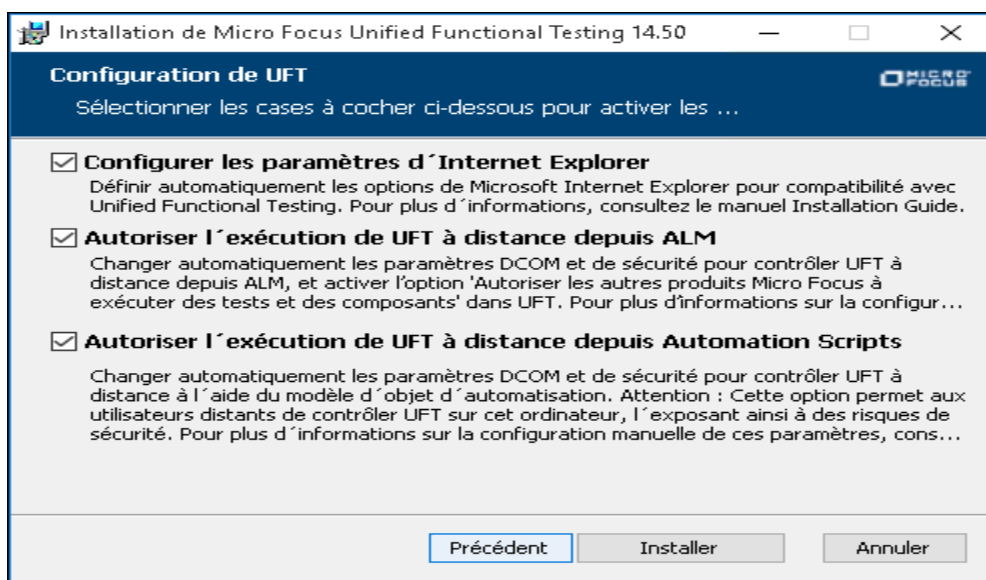 Installation de Micro Focus Unified Functional Testing 14.50
Configuration de UFT
MICRO
FOCUS
Sélectionner les cases à cocher ci-dessous pour activer les ...
Configurer les paramètres d´Internet Explorer
Définir automatiquement les options de Microsoft Internet Explorer pour compatibilité avec
Unified Functional Testing. Pour plus d´informations, consultez le manuel Installation Guide.
Autoriser l´exécution de UFT à distance depuis ALM
Changer automatiquement les paramètres DCOM et de sécurité pour contrôler UFT à
distance depuis ALM, et activer l'option 'Autoriser les autres produits Micro Focus à
exécuter des tests et des composants' dans UFT. Pour plus d'informations sur la configur...
Autoriser l´exécution de UFT à distance depuis Automation Scripts
Changer automatiquement les paramètres DCOM et de sécurité pour contrôler UFT à
distance à l´aide du modèle d´objet d´automatisation. Attention : Cette option permet aux
utilisateurs distants de contrôler UFT sur cet ordinateur, l´exposant ainsi à des risques de
sécurité. Pour plus d´informations sur la configuration manuelle de ces paramètres, cons...
Précédent
Installer
Annuler